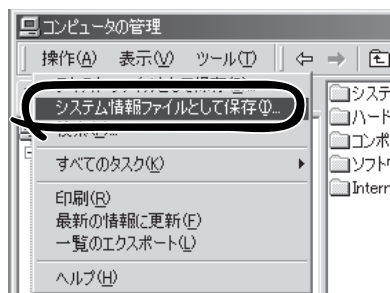 コンピュータの管理
操作(A) 表示(V) ツール(T)
システム情報ファイルとして保存(I)...
すべてのタスク(K)
印刷(R)
最新の情報に更新(F)
一覧のエクスポート(L)
ヘルプ(H)
システ
ハード
コンポ
ソフト
Intern